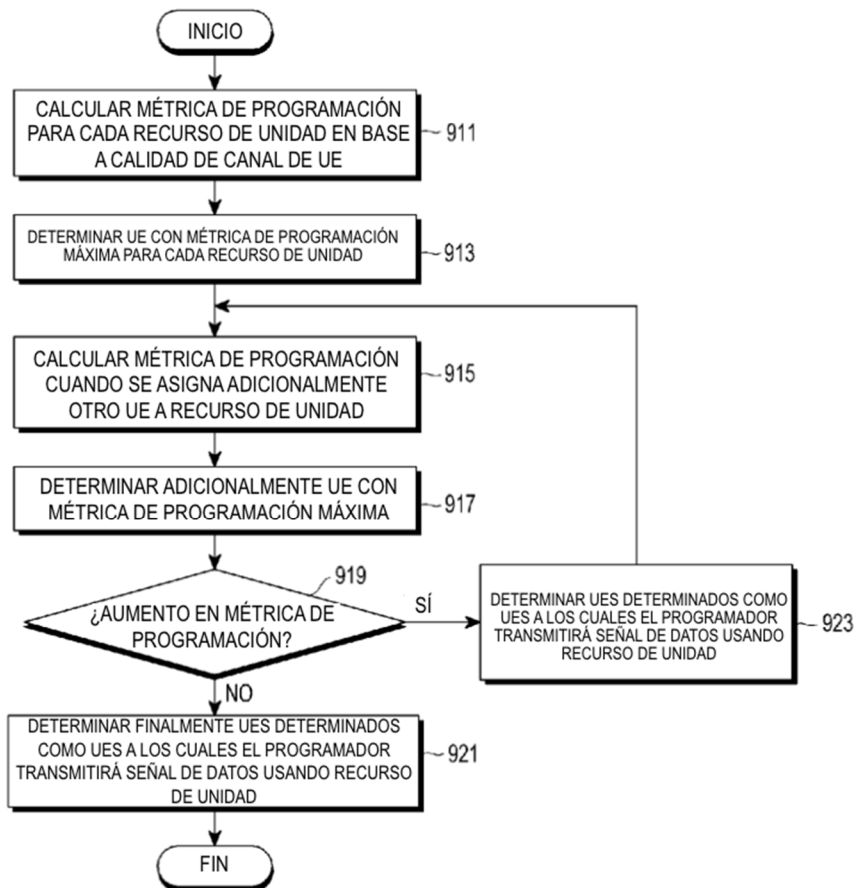 INICIO
CALCULAR MÉTRICA DE PROGRAMACIÓN
PARA CADA RECURSO DE UNIDAD EN BASE
A CALIDAD DE CANAL DE UE
911
DETERMINAR UE CON MÉTRICA DE PROGRAMACIÓN
MÁXIMA PARA CADA RECURSO DE UNIDAD
913
CALCULAR MÉTRICA DE PROGRAMACIÓN
CUANDO SE ASIGNA ADICIONALMENTE
OTRO UE A RECURSO DE UNIDAD
915
DETERMINAR ADICIONALMENTE UE CON
MÉTRICA DE PROGRAMACIÓN MÁXIMA
917
919
¿AUMENTO EN MÉTRICA DE
PROGRAMACIÓN?
SÍ
DETERMINAR UES DETERMINADOS COMO
UES A LOS CUALES EL PROGRAMADOR
TRANSMITIRÁ SEÑAL DE DATOS USANDO
RECURSO DE UNIDAD
923
NO
DETERMINAR FINALMENTE UES DETERMINADOS
COMO UES A LOS CUALES EL PROGRAMADOR
TRANSMITIRÁ SEÑAL DE DATOS USANDO RECURSO
DE UNIDAD
921
FIN